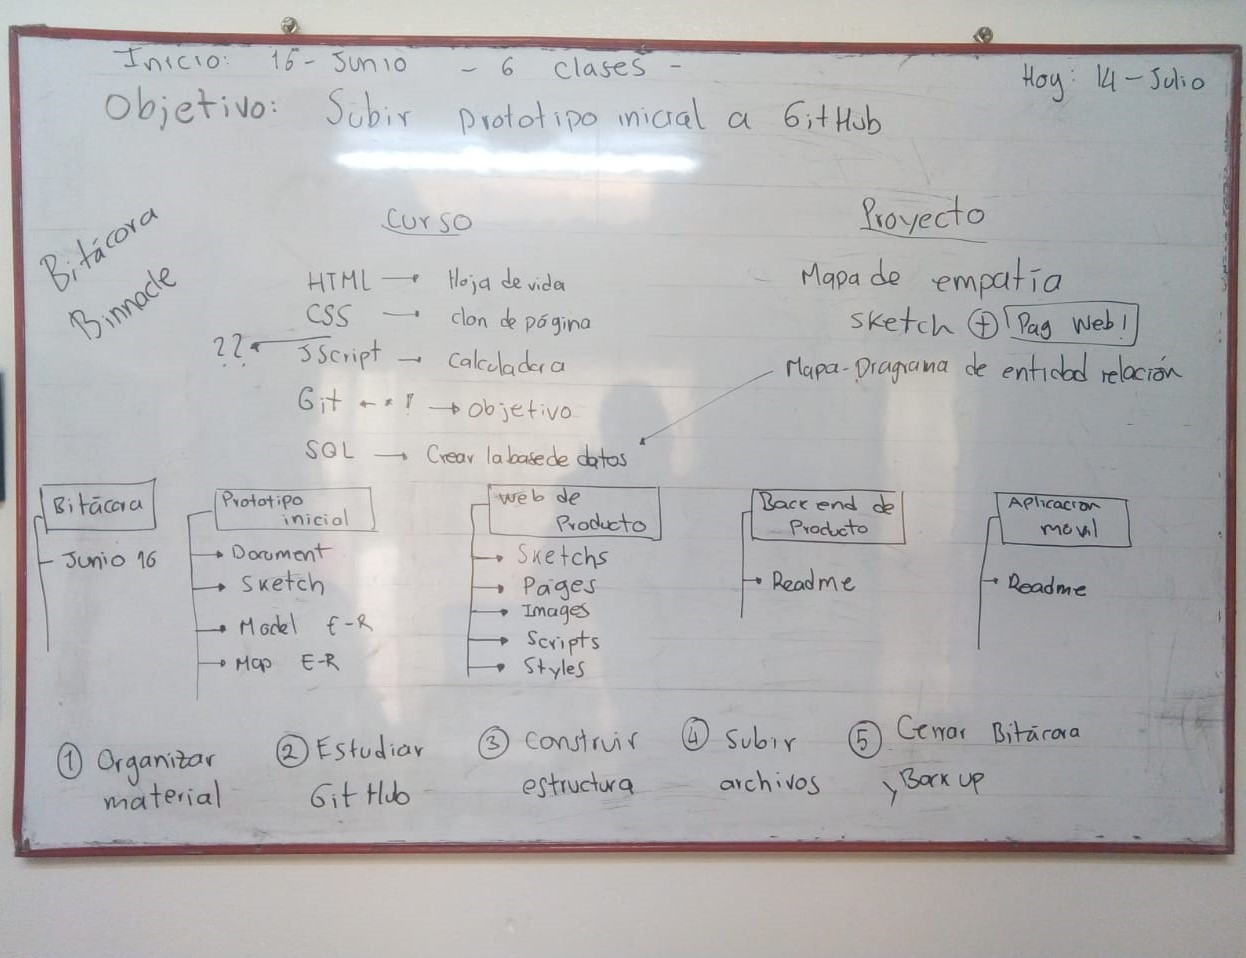 Inicio: 16-Junio - 6 clases -
Hoy: 14-Julio
Objetivo: Subir prototipo inicial a GitHub
Bitácora
Binnacle
Curso
HTML → Hoja de vida
CSS → clon de página
?? ← JScript → Calculadora
Git ! → Objetivo
SQL → Crear la base de datos
Proyecto
Mapa de empatía
Sketch + Pag Web!
Mapa-Diagrama de entidad relación
Bitácora
Junio 16
Prototipo
inicial
→ Document
→ Sketch
→ Model E-R
→ Map E-R
Web de
Producto
→ Sketchs
→ Pages
→ Images
→ Scripts
→ Styles
Back end de
Producto
→ Readme
Aplicacion
movil
→ Readme
① Organizar
material
② Estudiar
GitHub
③ Construir
estructura
④ Subir
archivos
⑤ Cerrar Bitácora
y Back up